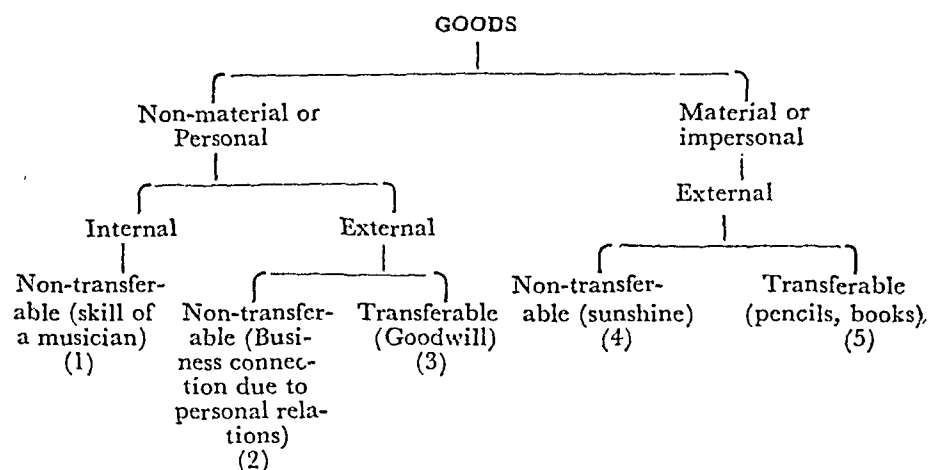 GOODS
Non-material or
Personal
Material or
impersonal
External
Internal
External
Non-transfer-
able (skill of
a musician)
(1)
Non-transfer-
able (Busi-
ness connec-
tion due to
personal rela-
tions)
(2)
Transferable
(Goodwill)
(3)
Non-transfer-
able (sunshine)
(4)
Transferable
(pencils, books),
(5)